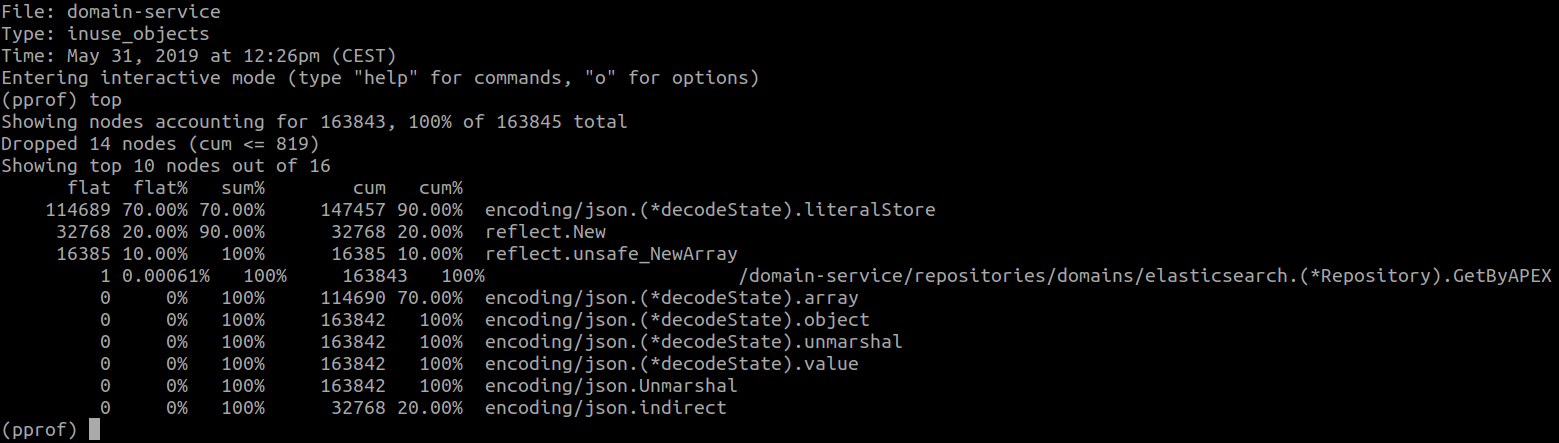 File: domain-service
Type: inuse_objects
Time: May 31, 2019 at 12:26pm (CEST)
Entering interactive mode (type "help" for commands, "o" for options)
(pprof) top
Showing nodes accounting for 163843, 100% of 163845 total
Dropped 14 nodes (cum <= 819)
Showing top 10 nodes out of 16
      flat  flat%   sum%        cum   cum%
    114689 70.00% 70.00%     147457 90.00%  encoding/json.(*decodeState).literalStore
     32768 20.00% 90.00%      32768 20.00%  reflect.New
     16385 10.00%   100%      16385 10.00%  reflect.unsafe_NewArray
         1 0.00061%   100%     163843   100%                       /domain-service/repositories/domains/elasticsearch.(*Repository).GetByAPEX
         0     0%   100%     114690 70.00%  encoding/json.(*decodeState).array
         0     0%   100%     163842   100%  encoding/json.(*decodeState).object
         0     0%   100%     163842   100%  encoding/json.(*decodeState).unmarshal
         0     0%   100%     163842   100%  encoding/json.(*decodeState).value
         0     0%   100%     163842   100%  encoding/json.Unmarshal
         0     0%   100%      32768 20.00%  encoding/json.indirect
(pprof)